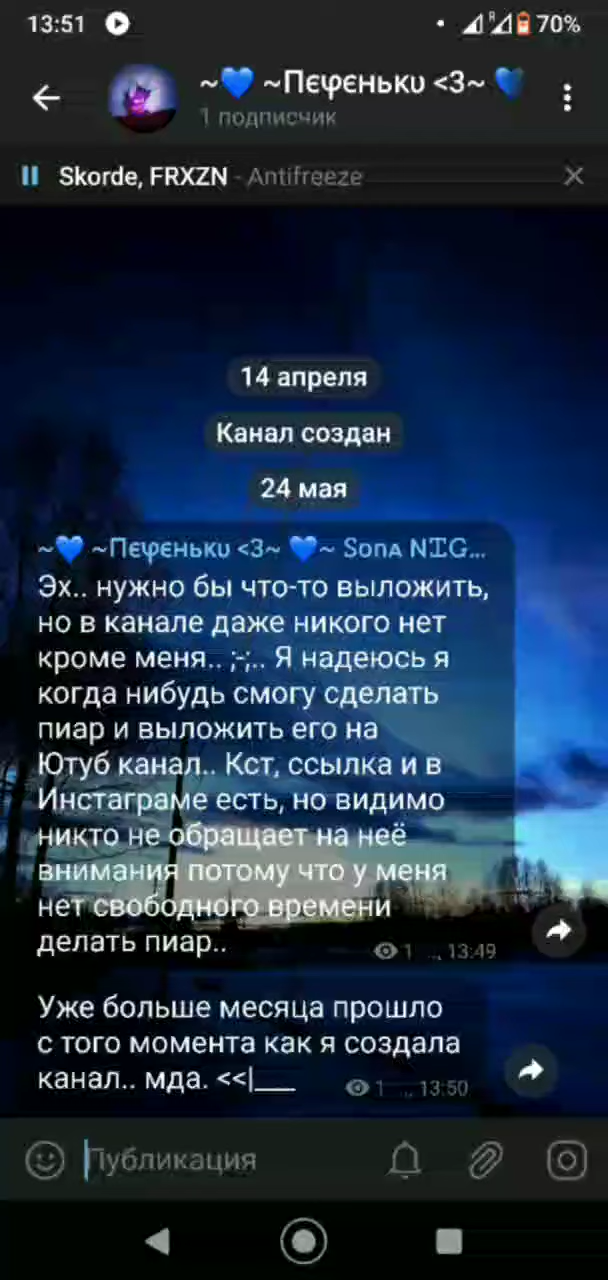 13:51
R
70%
~💙 ~Пєψєнькυ <3~ 💙
1 подписчик
Skorde, FRXZN - Antifreeze
14 апреля
Канал создан
24 мая
~💙 ~Пєψєнькυ <3~ 💙~ Sonᴀ NIG...
Эх.. нужно бы что-то выложить,
но в канале даже никого нет
кроме меня.. ;-;.. Я надеюсь я
когда нибудь смогу сделать
пиар и выложить его на
Ютуб канал.. Кст, ссылка и в
Инстаграме есть, но видимо
никто не обращает на неё
внимания потому что у меня
нет свободного времени
делать пиар..
1 .., 13:49
Уже больше месяца прошло
с того момента как я создала
канал.. мда. <<|___
1 .., 13:50
Публикация